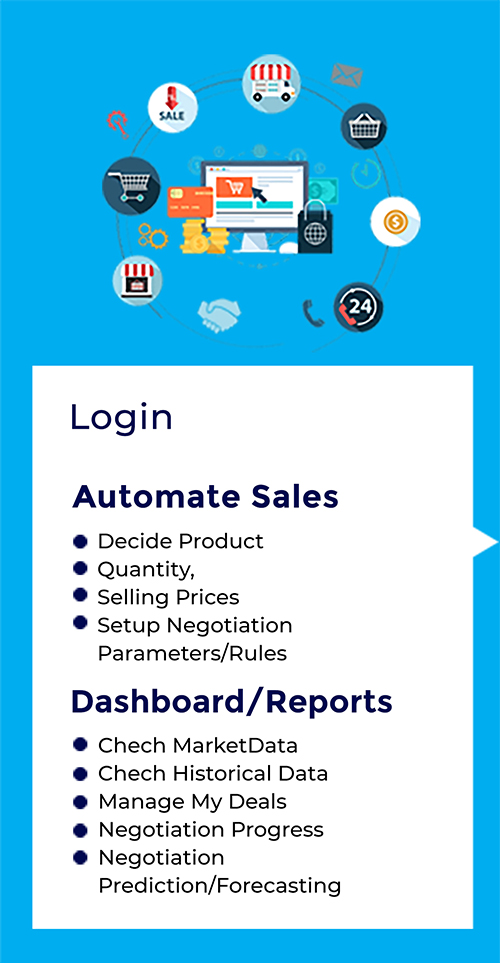 SALE
$
$
24
Login
Automate Sales
Decide Product
Quantity,
Selling Prices
Setup Negotiation
Parameters/Rules
Dashboard/Reports
Chech MarketData
Chech Historical Data
Manage My Deals
Negotiation Progress
Negotiation
Prediction/Forecasting